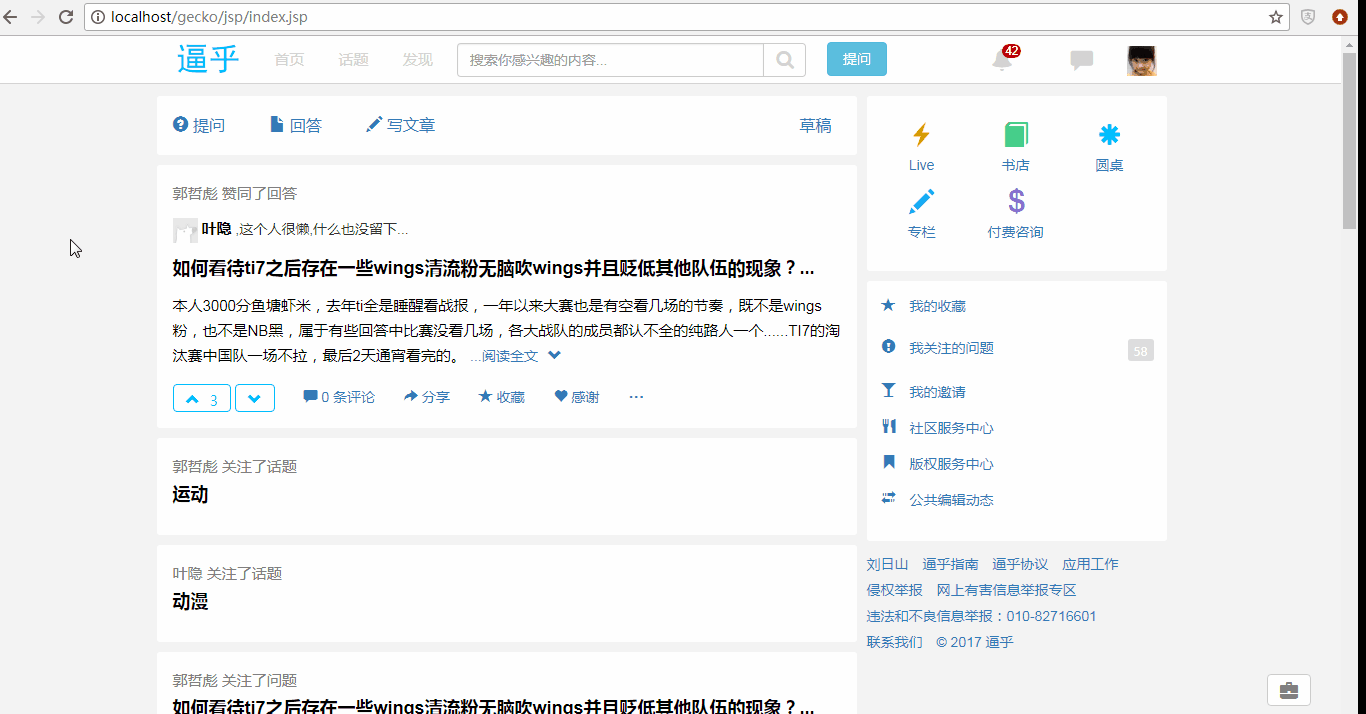 localhost/gecko/jsp/index.jsp
逼乎 首页 话题 发现 搜索你感兴趣的内容... 提问 42
提问 回答 写文章 草稿
郭哲彪 赞同了回答
叶隐 ,这个人很懒,什么也没留下...
如何看待ti7之后存在一些wings清流粉无脑吹wings并且贬低其他队伍的现象？...
本人3000分鱼塘虾米，去年ti全是睡醒看战报，一年以来大赛也是有空看几场的节奏，既不是wings
粉，也不是NB黑，属于有些回答中比赛没看几场，各大战队的成员都认不全的纯路人一个......TI7的淘
汰赛中国队一场不拉，最后2天通宵看完的。 ...阅读全文
3 0 条评论 分享 收藏 感谢 ...
郭哲彪 关注了话题
运动
叶隐 关注了话题
动漫
郭哲彪 关注了问题
如何看待ti7之后存在一些wings清流粉无脑吹wings并且贬低其他队伍的现象？...
Live 书店 圆桌
专栏 付费咨询
我的收藏
我关注的问题 58
我的邀请
社区服务中心
版权服务中心
公共编辑动态
刘日山 逼乎指南 逼乎协议 应用工作
侵权举报 网上有害信息举报专区
违法和不良信息举报：010-82716601
联系我们 © 2017 逼乎